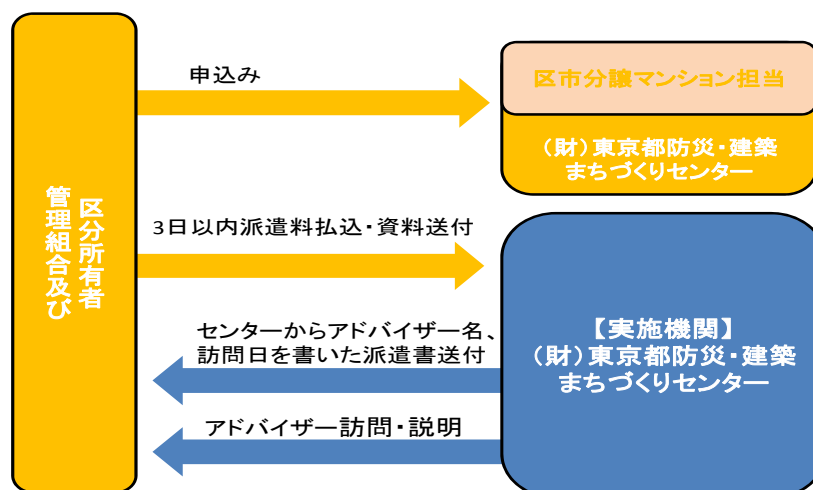 管理組合及び
区分所有者
申込み
区市分譲マンション担当
（財）東京都防災・建築
まちづくりセンター
3日以内派遣料払込・資料送付
センターからアドバイザー名、
訪問日を書いた派遣書送付
アドバイザー訪問・説明
【実施機関】
（財）東京都防災・建築
まちづくりセンター